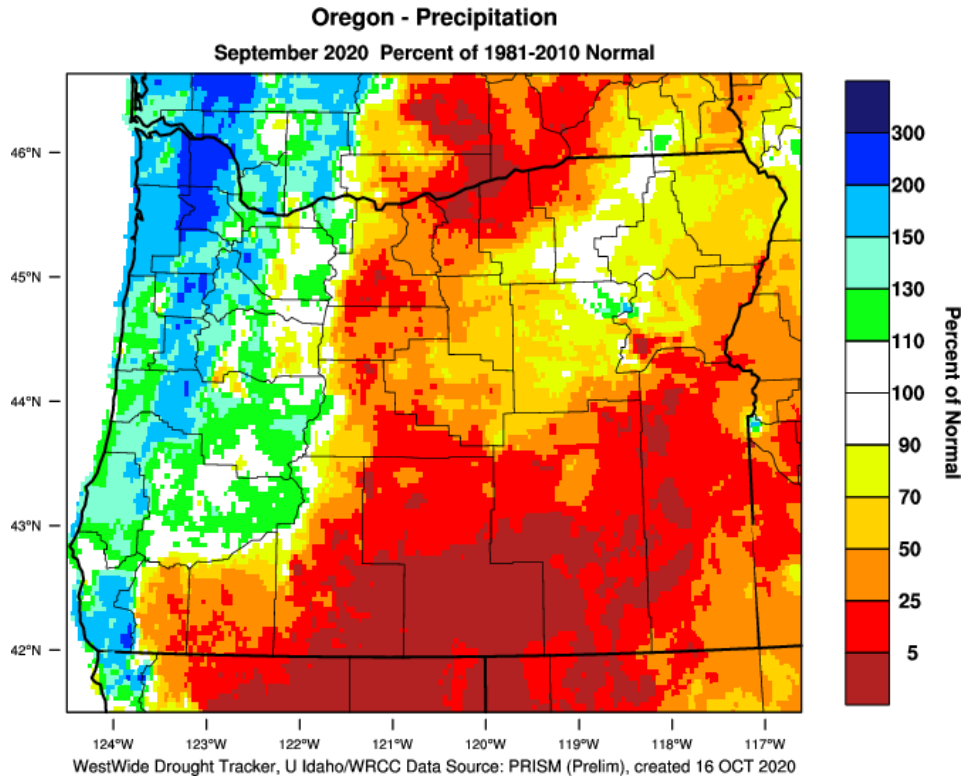 Oregon - Precipitation
September 2020 Percent of 1981-2010 Normal
46°N
45°N
44°N
43°N
42°N
124°W 123°W 122°W 121°W 120°W 119°W 118°W 117°W
300
200
150
130
110
100
90
70
50
25
5
Percent of Normal
WestWide Drought Tracker, U Idaho/WRCC Data Source: PRISM (Prelim), created 16 OCT 2020